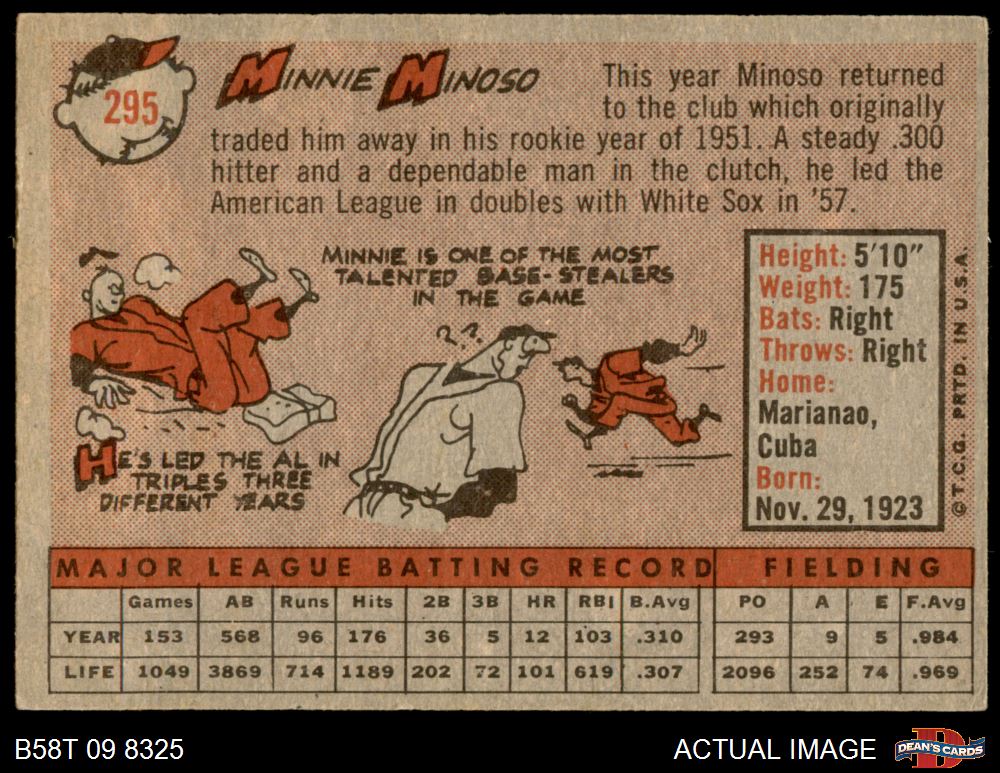 295
MINNIE MINOSO
This year Minoso returned
to the club which originally
traded him away in his rookie year of 1951. A steady .300
hitter and a dependable man in the clutch, he led the
American League in doubles with White Sox in '57.
MINNIE IS ONE OF THE MOST
TALENTED BASE-STEALERS
IN THE GAME
??
HE'S LED THE AL IN
TRIPLES THREE
DIFFERENT YEARS
Height: 5'10"
Weight: 175
Bats: Right
Throws: Right
Home:
Marianao,
Cuba
Born:
Nov. 29, 1923
© T.C.G. PRTD. IN U.S.A.
MAJOR LEAGUE BATTING RECORD FIELDING
Games AB Runs Hits 2B 3B HR RBI B.Avg PO A E F.Avg
YEAR 153 568 96 176 36 5 12 103 .310 293 9 5 .984
LIFE 1049 3869 714 1189 202 72 101 619 .307 2096 252 74 .969
B58T 09 8325
ACTUAL IMAGE
D
DEAN'S CARDS